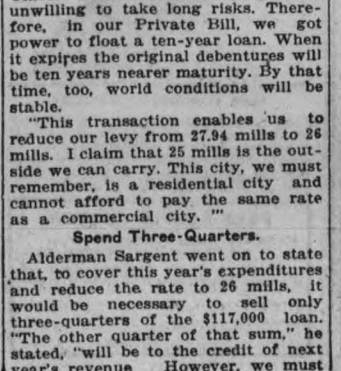 unwilling to take long risks. There-
fore, in our Private Bill, we got
power to float a ten-year loan. When
it expires the original debentures will
be ten years nearer maturity. By that
time, too, world conditions will be
stable.
"This transaction enables us to
reduce our levy from 27.94 mills to 26
mills. I claim that 25 mills is the out-
side we can carry. This city, we must
remember, is a residential city and
cannot afford to pay the same rate
as a commercial city. '"
Spend Three-Quarters.
Alderman Sargent went on to state
that, to cover this year's expenditures
and reduce the rate to 26 mills, it
would be necessary to sell only
three-quarters of the $117,000 loan.
"The other quarter of that sum," he
stated, "will be to the credit of next
year's revenue. However, we must